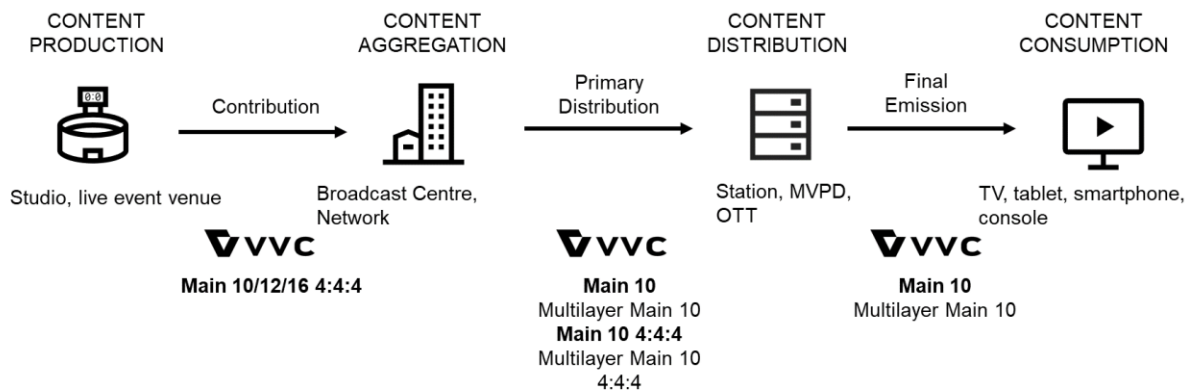 CONTENT
PRODUCTION
CONTENT
AGGREGATION
CONTENT
DISTRIBUTION
CONTENT
CONSUMPTION
0:0
Contribution
Primary
Distribution
Final
Emission
Studio, live event venue
Broadcast Centre,
Network
Station, MVPD,
OTT
TV, tablet, smartphone,
console
VVC
Main 10/12/16 4:4:4
VVC
Main 10
Multilayer Main 10
Main 10 4:4:4
Multilayer Main 10
4:4:4
VVC
Main 10
Multilayer Main 10